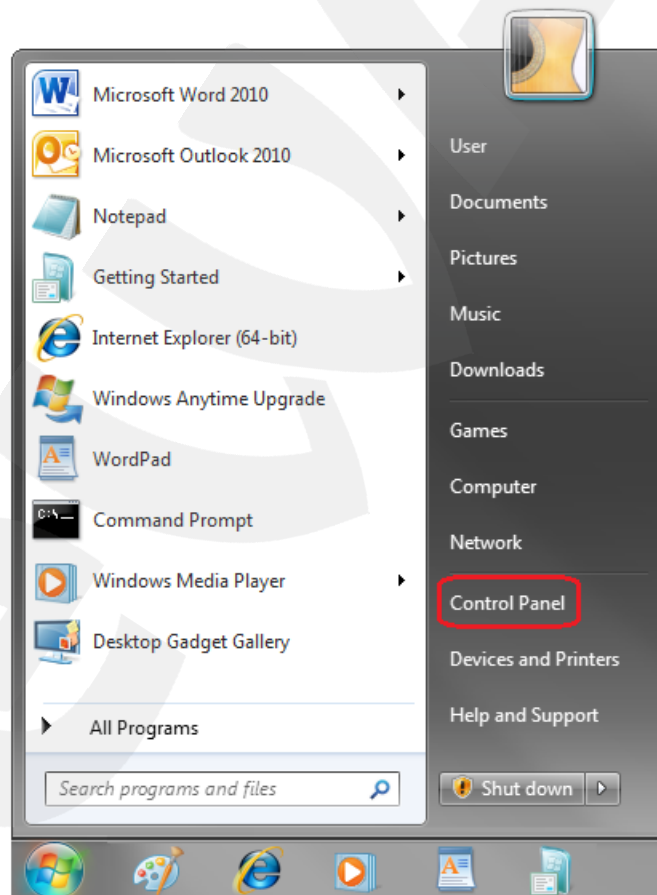 Microsoft Word 2010
Microsoft Outlook 2010
Notepad
Getting Started
Internet Explorer (64-bit)
Windows Anytime Upgrade
WordPad
C:\_
Command Prompt
Windows Media Player
Desktop Gadget Gallery
All Programs
Search programs and files
User
Documents
Pictures
Music
Downloads
Games
Computer
Network
Control Panel
Devices and Printers
Help and Support
Shut down